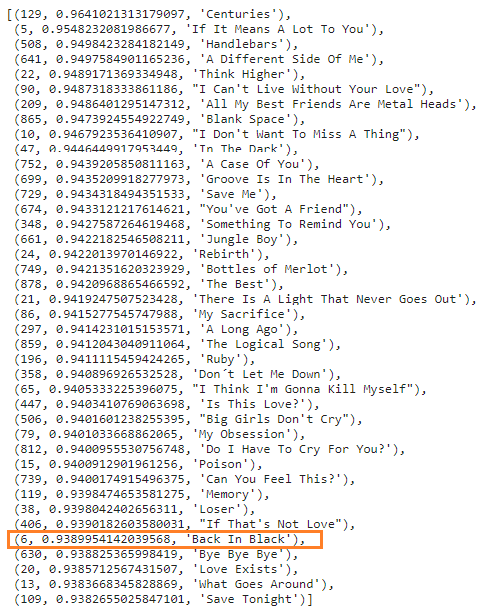 [(129, 0.9641021313179097, 'Centuries'),
(5, 0.9548232081986677, 'If It Means A Lot To You'),
(508, 0.9498423284182149, 'Handlebars'),
(641, 0.9497584901165236, 'A Different Side Of Me'),
(22, 0.9489171369334948, 'Think Higher'),
(90, 0.9487318333861186, "I Can't Live Without Your Love"),
(209, 0.9486401295147312, 'All My Best Friends Are Metal Heads'),
(865, 0.9473924554922749, 'Blank Space'),
(10, 0.9467923536410907, "I Don't Want To Miss A Thing"),
(47, 0.9446449917953449, 'In The Dark'),
(752, 0.9439205850811163, 'A Case Of You'),
(699, 0.9435209918277973, 'Groove Is In The Heart'),
(729, 0.9434318494351533, 'Save Me'),
(674, 0.9433121217614621, "You've Got A Friend"),
(348, 0.9427587264619468, 'Something To Remind You'),
(661, 0.9422182546508211, 'Jungle Boy'),
(24, 0.9422013970146922, 'Rebirth'),
(749, 0.9421351620323929, 'Bottles of Merlot'),
(878, 0.9420968865466592, 'The Best'),
(21, 0.9419247507523428, 'There Is A Light That Never Goes Out'),
(86, 0.9415277545747988, 'My Sacrifice'),
(297, 0.9414231015153571, 'A Long Ago'),
(859, 0.9412043040911064, 'The Logical Song'),
(196, 0.9411115459424265, 'Ruby'),
(358, 0.940896926532528, 'Don´t Let Me Down'),
(65, 0.9405333225396075, "I Think I'm Gonna Kill Myself"),
(447, 0.9403410769063698, 'Is This Love?'),
(506, 0.9401601238255395, "Big Girls Don't Cry"),
(79, 0.9401033668862065, 'My Obsession'),
(812, 0.9400955530756748, 'Do I Have To Cry For You?'),
(15, 0.9400912901961256, 'Poison'),
(739, 0.9400174915496375, 'Can You Feel This?'),
(119, 0.9398474653581275, 'Memory'),
(38, 0.9398042402656311, 'Loser'),
(406, 0.9390182603580031, "If That's Not Love"),
(6, 0.9389954142039568, 'Back In Black'),
(630, 0.938825365998419, 'Bye Bye Bye'),
(20, 0.9385712567431507, 'Love Exists'),
(13, 0.9383668345828869, 'What Goes Around'),
(109, 0.9382655025847101, 'Save Tonight')]